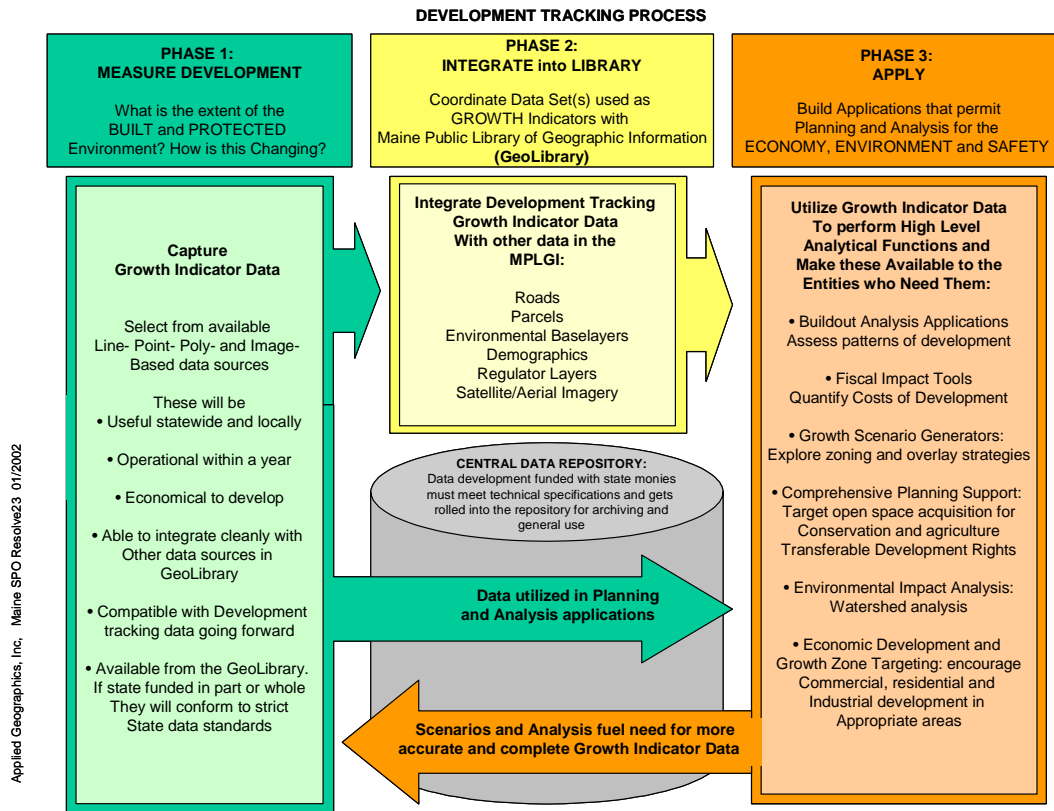 DEVELOPMENT TRACKING PROCESS
PHASE 1:
MEASURE DEVELOPMENT
What is the extent of the
BUILT and PROTECTED
Environment? How is this Changing?
PHASE 2:
INTEGRATE into LIBRARY
Coordinate Data Set(s) used as
GROWTH Indicators with
Maine Public Library of Geographic Information
(GeoLibrary)
PHASE 3:
APPLY
Build Applications that permit
Planning and Analysis for the
ECONOMY, ENVIRONMENT and SAFETY
Capture
Growth Indicator Data
Select from available
Line- Point- Poly- and Image-
Based data sources
These will be
• Useful statewide and locally
• Operational within a year
• Economical to develop
• Able to integrate cleanly with
Other data sources in
GeoLibrary
• Compatible with Development
tracking data going forward
• Available from the GeoLibrary.
If state funded in part or whole
They will conform to strict
State data standards
Integrate Development Tracking
Growth Indicator Data
With other data in the
MPLGI:
Roads
Parcels
Environmental Baselayers
Demographics
Regulator Layers
Satellite/Aerial Imagery
CENTRAL DATA REPOSITORY:
Data development funded with state monies
must meet technical specifications and gets
rolled into the repository for archiving and
general use
Data utilized in Planning
and Analysis applications
Scenarios and Analysis fuel need for more
accurate and complete Growth Indicator Data
Utilize Growth Indicator Data
To perform High Level
Analytical Functions and
Make these Available to the
Entities who Need Them:
• Buildout Analysis Applications
Assess patterns of development
• Fiscal Impact Tools
Quantify Costs of Development
• Growth Scenario Generators:
Explore zoning and overlay strategies
• Comprehensive Planning Support:
Target open space acquisition for
Conservation and agriculture
Transferable Development Rights
• Environmental Impact Analysis:
Watershed analysis
• Economic Development and
Growth Zone Targeting: encourage
Commercial, residential and
Industrial development in
Appropriate areas
Applied Geographics, Inc, Maine SPO Resolve23 01/2002